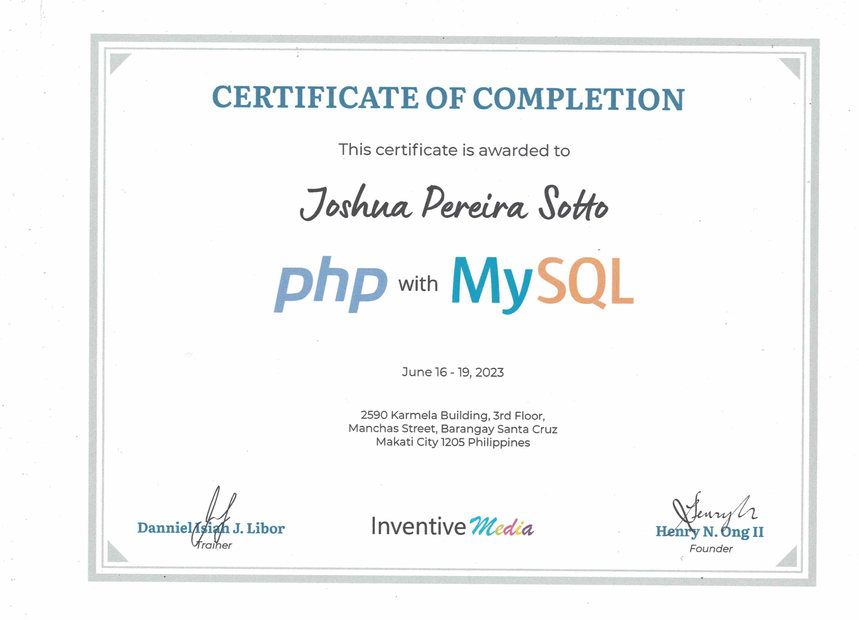 CERTIFICATE OF COMPLETION
This certificate is awarded to
Joshua Pereira Sotto
php with MySQL
June 16 - 19, 2023
2590 Karmela Building, 3rd Floor,
Manchas Street, Barangay Santa Cruz
Makati City 1205 Philippines
Danniel Isiah J. Libor
Trainer
Inventive Media
Henry N. Ong II
Founder